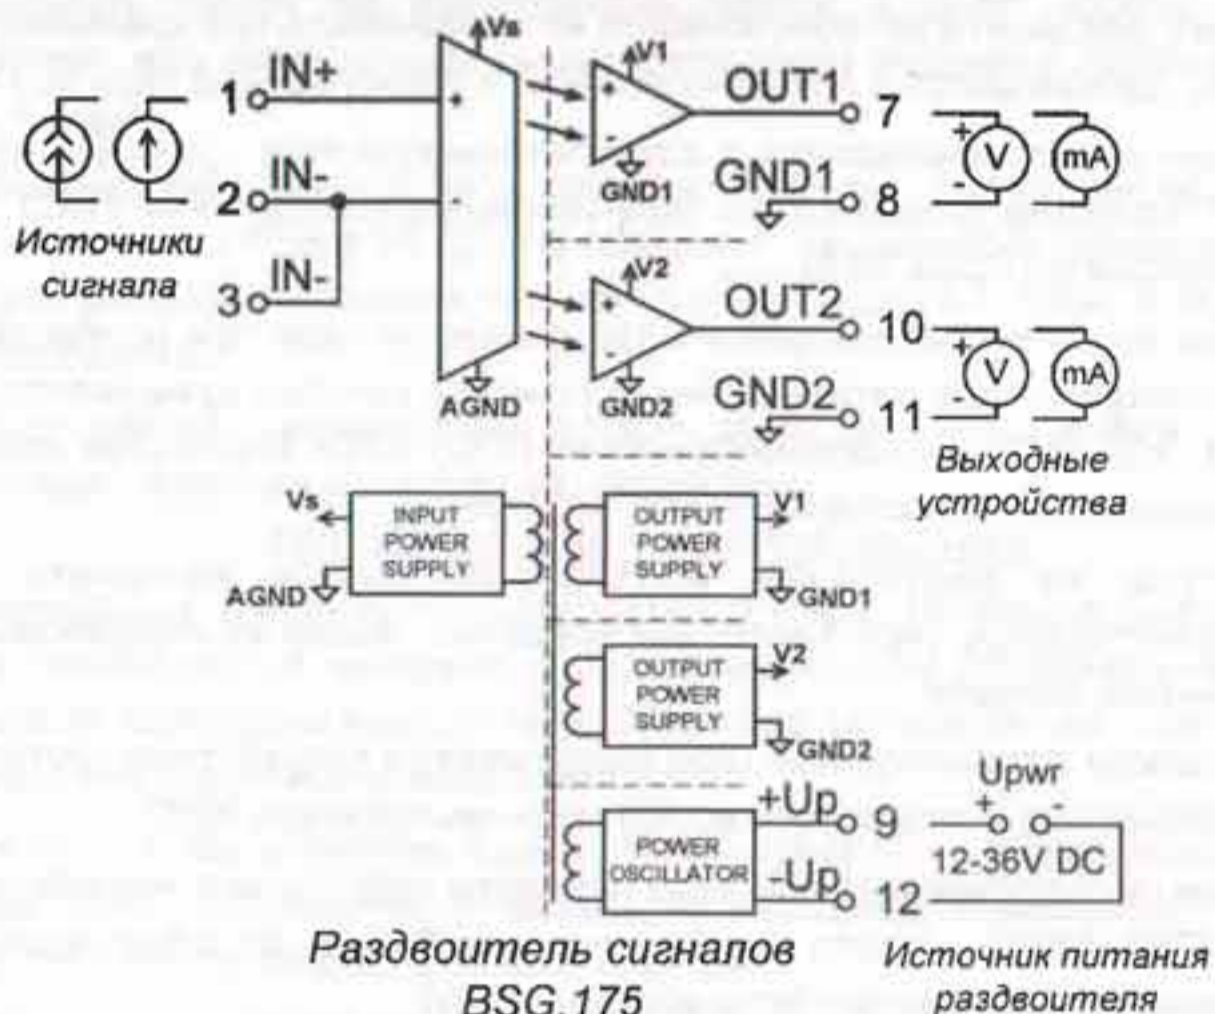 Vs
V1
IN+
1
+
+
-
OUT1
7
+
-
V
mA
GND1
GND1
8
IN-
2
-
Источники
сигнала
IN-
3
V2
+
-
OUT2
10
+
-
V
mA
AGND
GND2
GND2
11
Выходные
устройства
Vs
INPUT
POWER
SUPPLY
AGND
OUTPUT
POWER
SUPPLY
V1
GND1
OUTPUT
POWER
SUPPLY
V2
GND2
POWER
OSCILLATOR
+Up
9
-Up
12
Upwr
+ -
12-36V DC
Раздвоитель сигналов
BSG.175
Источник питания
раздвоителя